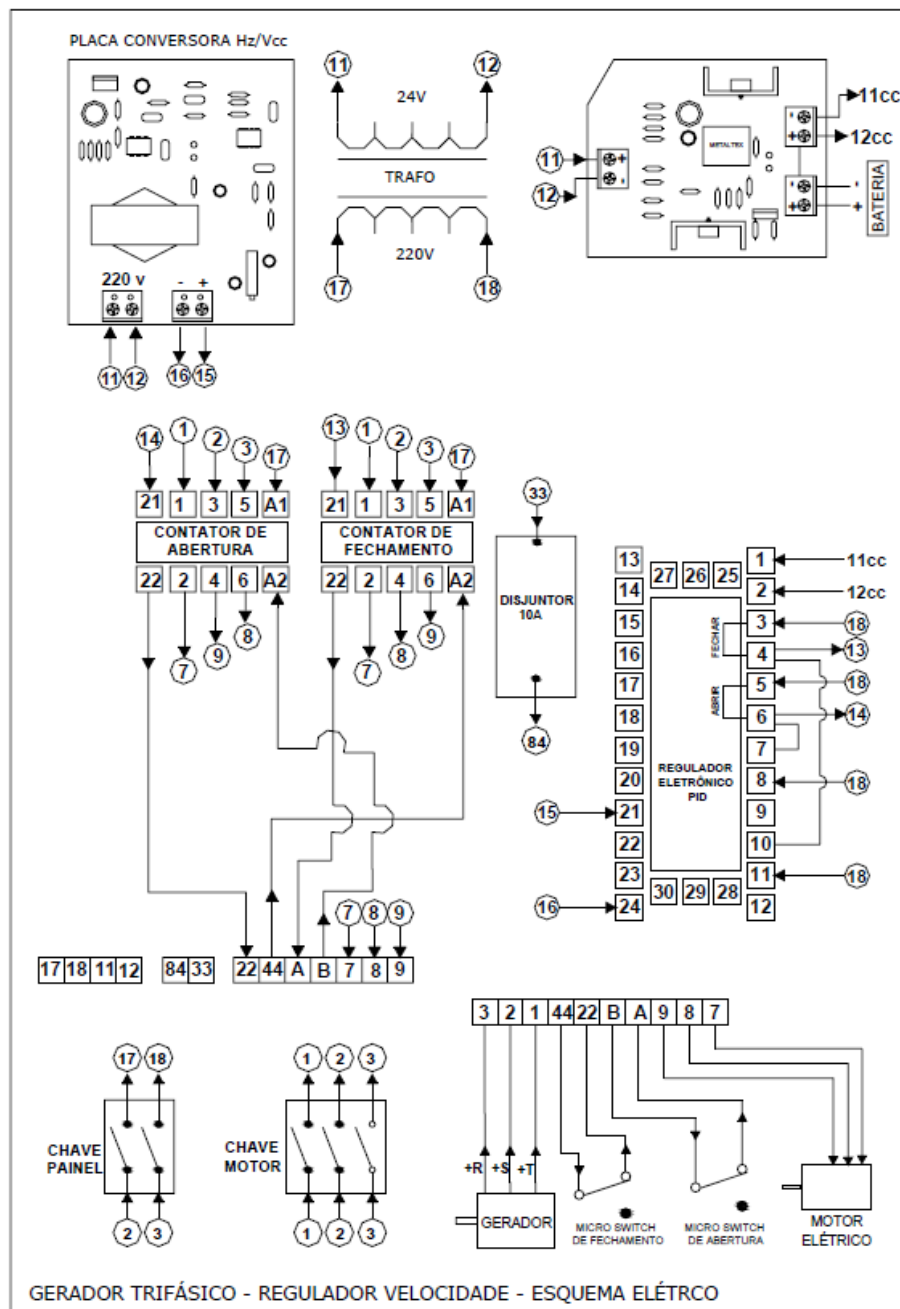 PLACA CONVERSORA Hz/Vcc
11
12
24V
TRAFO
220V
17
18
220 v
- +
11 12 16 15
11
12
+
-
METALTEX
-
+
-
+
11cc
12cc
-
+
BATERIA
14 1 2 3 17
21 1 3 5 A1
CONTATOR DE
ABERTURA
22 2 4 6 A2
7 9 8
13 1 2 3 17
21 1 3 5 A1
CONTATOR DE
FECHAMENTO
22 2 4 6 A2
7 8 9
33
DISJUNTOR
10A
84
13
14
15
16
17
18
19
20
21
22
23
24
15
16
27 26 25
FECHAR
ABRIR
REGULADOR
ELETRÔNICO
PID
30 29 28
1
2
3
4
5
6
7
8
9
10
11
12
11cc
12cc
18
13
18
14
18
18
7 8 9
17 18 11 12
84 33
22 44 A B 7 8 9
17 18
CHAVE
PAINEL
2 3
1 2 3
CHAVE
MOTOR
1 2 3
3 2 1 44 22 B A 9 8 7
+R +S +T
GERADOR
MICRO SWITCH
DE FECHAMENTO
MICRO SWITCH
DE ABERTURA
MOTOR
ELÉTRICO
GERADOR TRIFÁSICO - REGULADOR VELOCIDADE - ESQUEMA ELÉTRCO